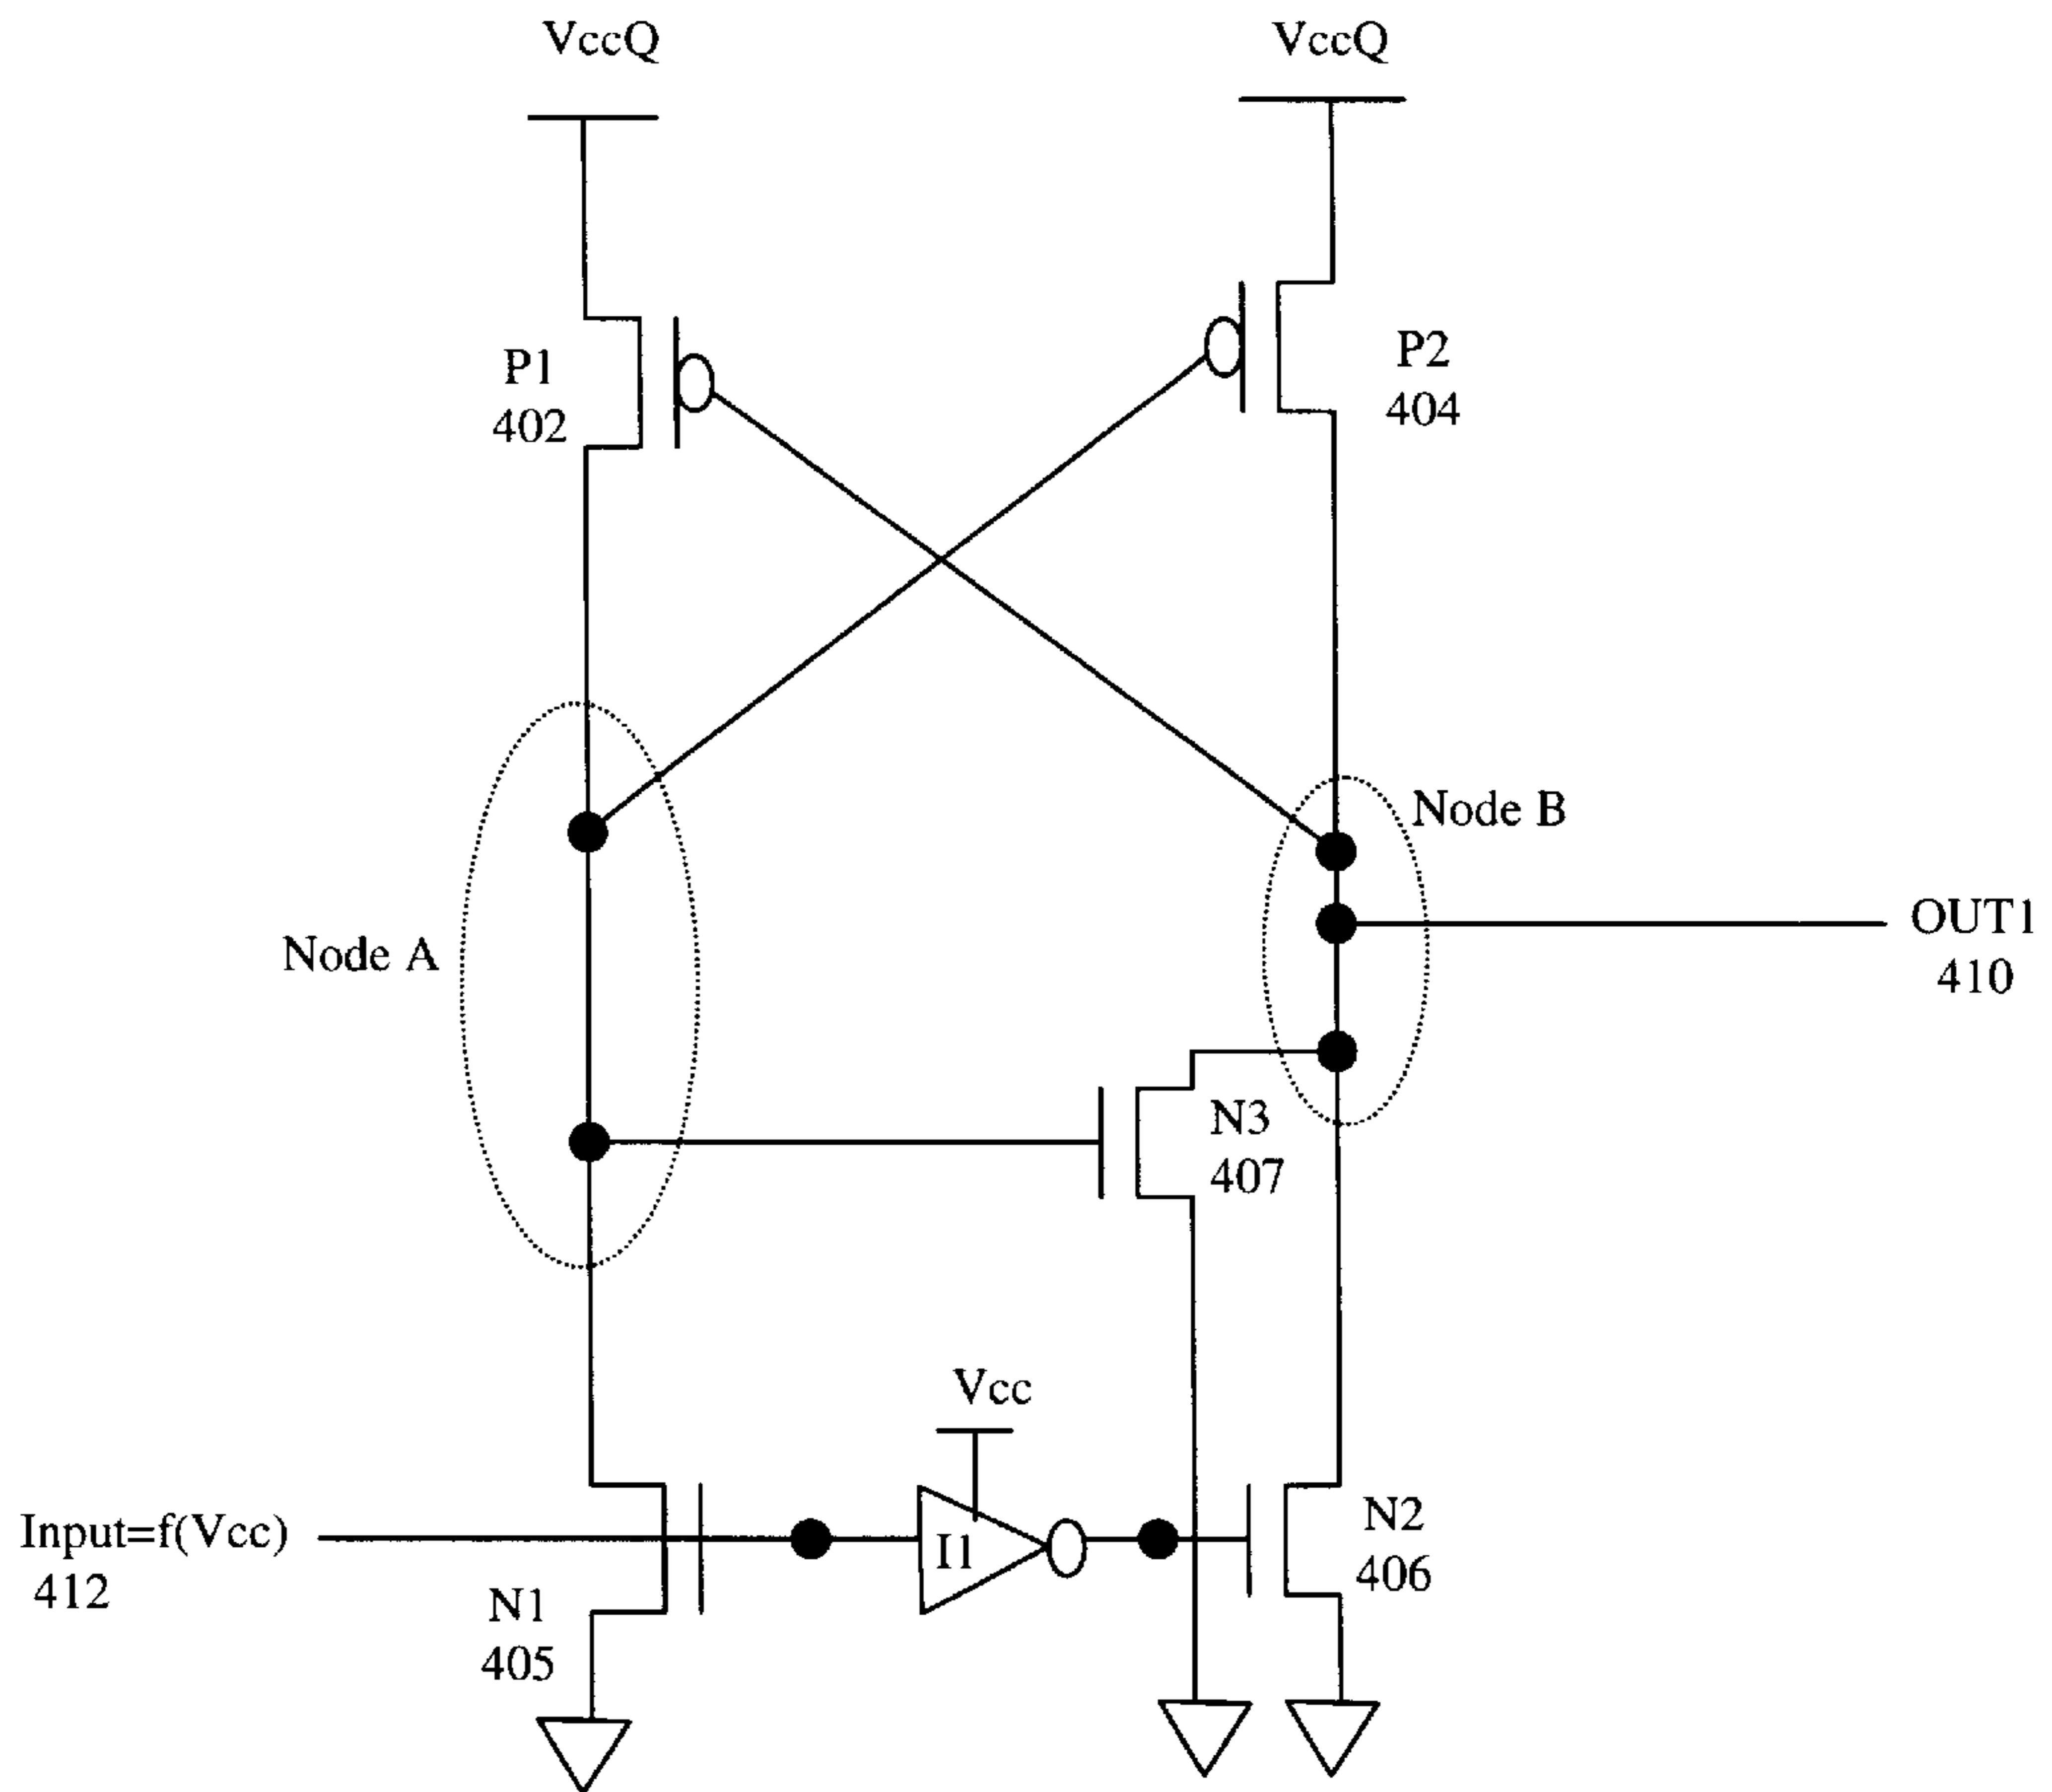 VccQ
VccQ
P1
402
P2
404
Node B
Node A
OUT1
410
N3
407
Vcc
Input=f(Vcc)
412
I1
N2
406
N1
405